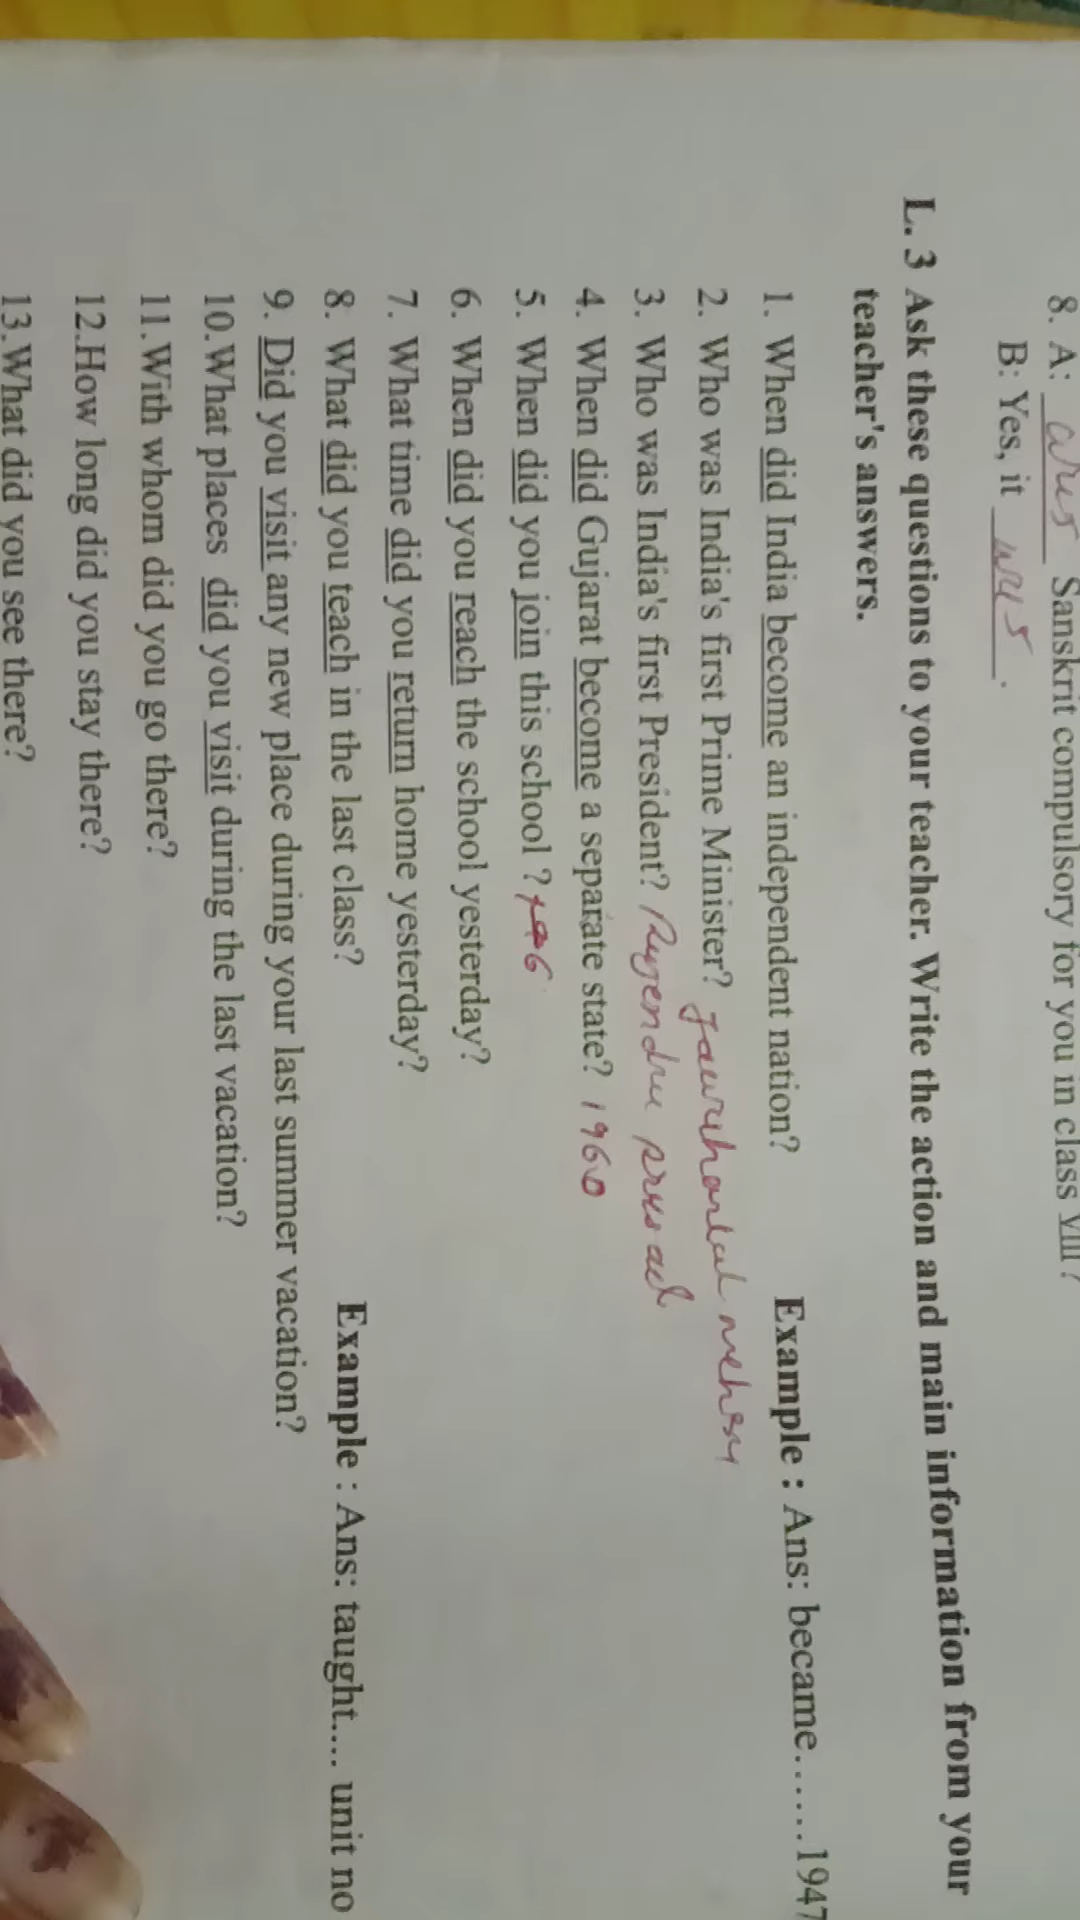 8. A: was Sanskrit compulsory for you in class VIII ?
B: Yes, it was.
L. 3 Ask these questions to your teacher. Write the action and main information from your
teacher's answers.
1. When did India become an independent nation? Example : Ans: became......1947
2. Who was India's first Prime Minister? Jawaharlal nehru
3. Who was India's first President? Rajendra prasad
4. When did Gujarat become a separate state? 1960
5. When did you join this school ?
6. When did you reach the school yesterday?
7. What time did you return home yesterday?
8. What did you teach in the last class? Example : Ans: taught.... unit no
9. Did you visit any new place during your last summer vacation?
10.What places did you visit during the last vacation?
11.With whom did you go there?
12.How long did you stay there?
13.What did you see there?